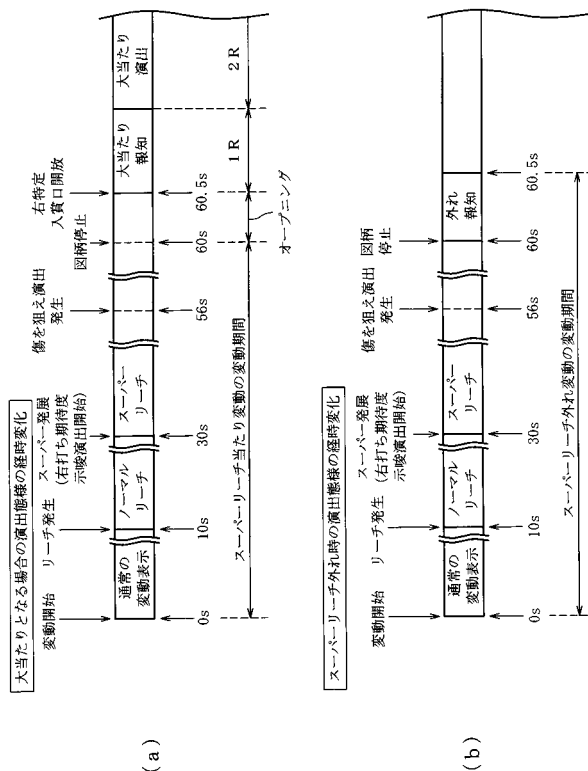 (a)
大当たりとなる場合の演出態様の経時変化
変動開始
リーチ発生
スーパー発展
(右打ち期待度
示唆演出開始)
傷を狙え演出
発生
図柄停止
右特定
入賞口開放
通常の
変動表示
ノーマル
リーチ
スーパー
リーチ
大当たり
報知
大当たり
演出
0s
10s
30s
56s
60s
60.5s
1R
2R
オープニング
スーパーリーチ当たり変動の変動期間
(b)
スーパーリーチ外れ時の演出態様の経時変化
変動開始
リーチ発生
スーパー発展
(右打ち期待度
示唆演出開始)
傷を狙え演出
発生
図柄
停止
通常の
変動表示
ノーマル
リーチ
スーパー
リーチ
外れ
報知
0s
10s
30s
56s
60s
60.5s
スーパーリーチ外れ変動の変動期間